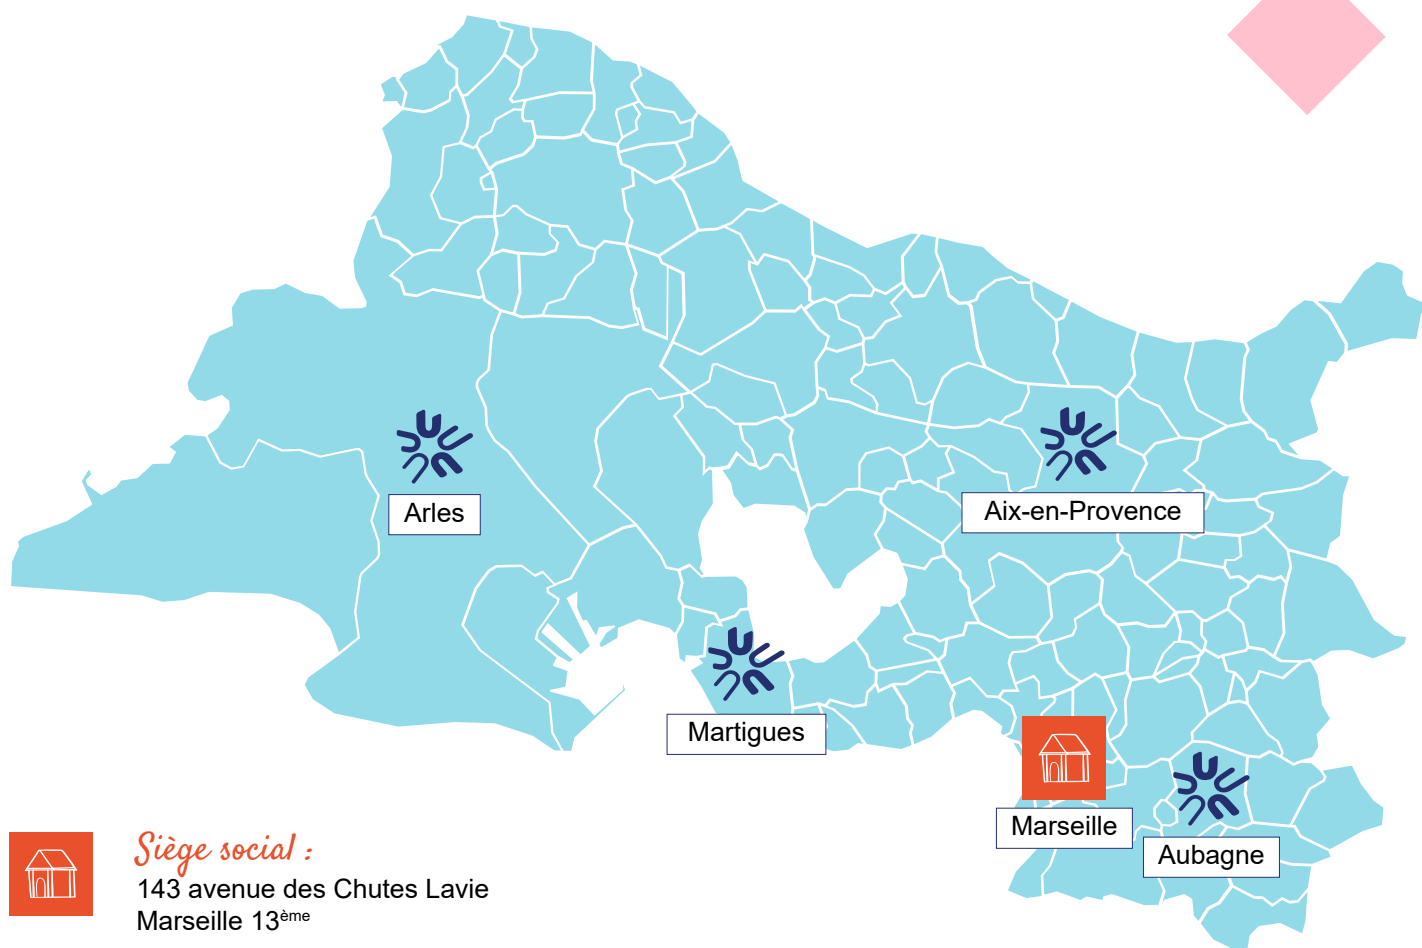 Arles
Aix-en-Provence
Martigues
Marseille
Aubagne
Siège social :
143 avenue des Chutes Lavie
Marseille 13ème